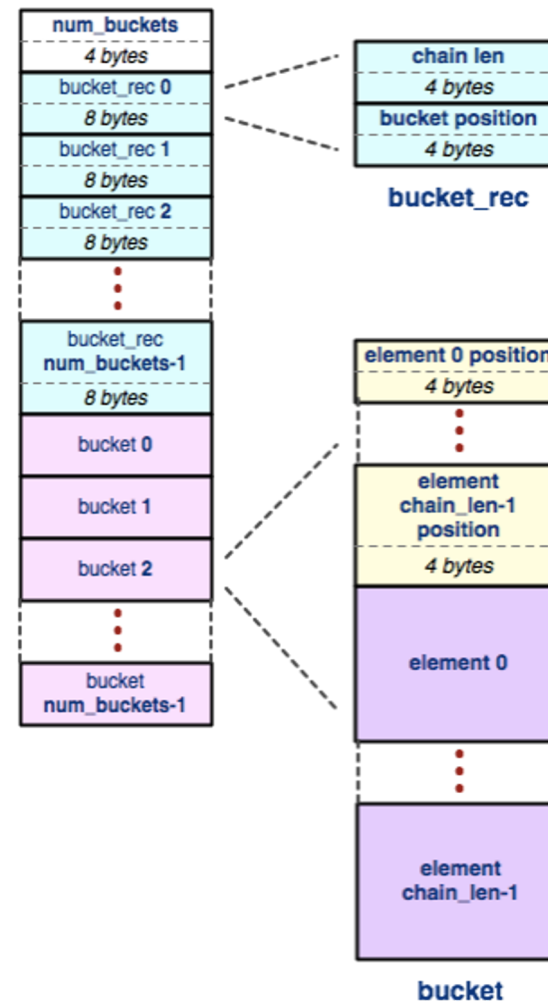 num_buckets
4 bytes
bucket_rec 0
8 bytes
bucket_rec 1
8 bytes
bucket_rec 2
8 bytes
bucket_rec
num_buckets-1
8 bytes
bucket 0
bucket 1
bucket 2
bucket
num_buckets-1
chain len
4 bytes
bucket position
4 bytes
bucket_rec
element 0 position
4 bytes
element
chain_len-1
position
4 bytes
element 0
element
chain_len-1
bucket